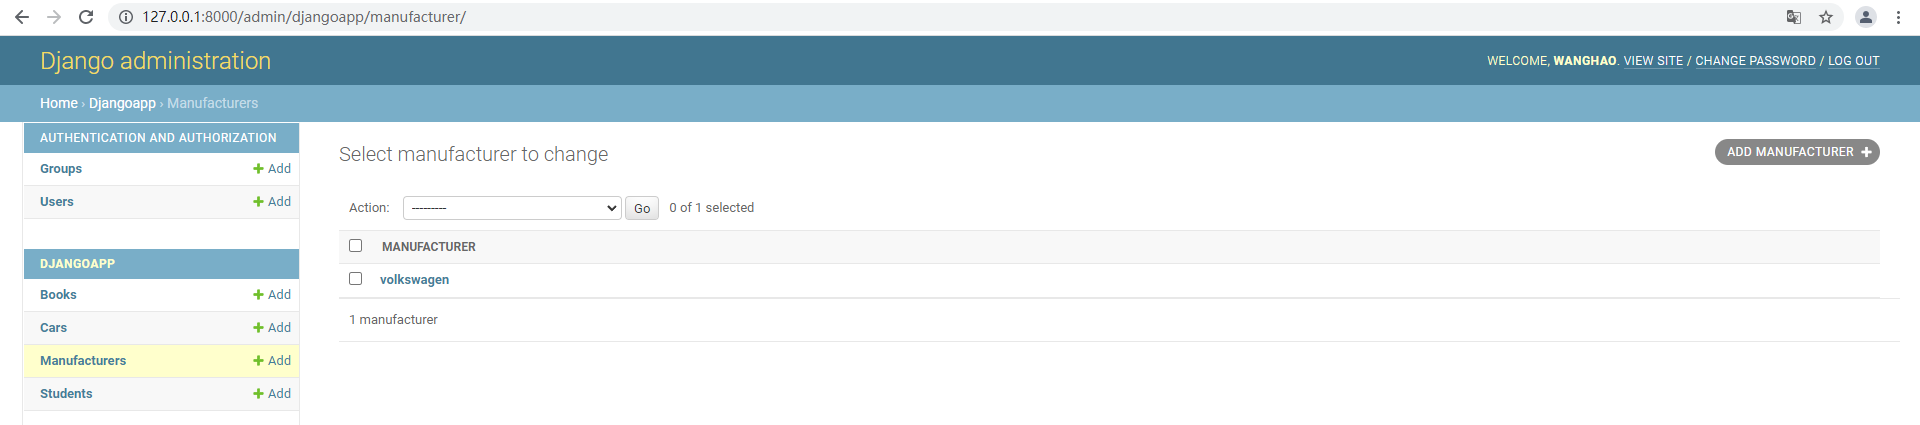 127.0.0.1:8000/admin/djangoapp/manufacturer/
Django administration
WELCOME, WANGHAO. VIEW SITE / CHANGE PASSWORD / LOG OUT
Home › Djangoapp › Manufacturers
AUTHENTICATION AND AUTHORIZATION
Groups + Add
Users + Add
DJANGOAPP
Books + Add
Cars + Add
Manufacturers + Add
Students + Add
Select manufacturer to change
ADD MANUFACTURER +
Action: --------- Go 0 of 1 selected
MANUFACTURER
volkswagen
1 manufacturer